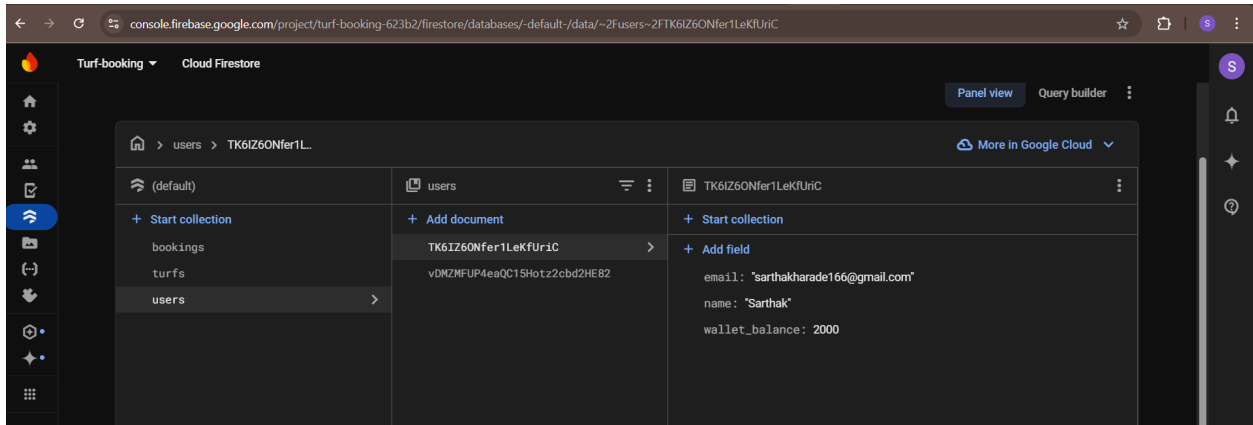 console.firebase.google.com/project/turf-booking-623b2/firestore/databases/-default-/data/~2Fusers~2FTK6IZ6ONfer1LeKfUriC
S
Turf-booking
Cloud Firestore
S
Panel view
Query builder
users
TK6IZ6ONfer1L...
More in Google Cloud
(default)
users
TK6IZ6ONfer1LeKfUriC
+ Start collection
+ Add document
+ Start collection
bookings
TK6IZ6ONfer1LeKfUriC
+ Add field
turfs
vDMZMFUP4eaQC15Hotz2cbd2HE82
email: "sarthakharade166@gmail.com"
users
name: "Sarthak"
wallet_balance: 2000